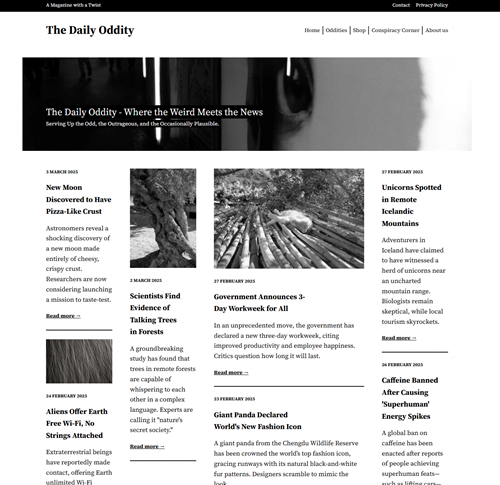 A Magazine with a Twist
Contact Privacy Policy
The Daily Oddity
Home Oddities Shop Conspiracy Corner About us
The Daily Oddity - Where the Weird Meets the News
Serving Up the Odd, the Outrageous, and the Occasionally Plausible.
3 MARCH 2025
New Moon
Discovered to Have
Pizza-Like Crust
Astronomers reveal a
shocking discovery of
a new moon made
entirely of cheesy,
crispy crust.
Researchers are now
considering launching
a mission to taste-test.
Read more →
24 FEBRUARY 2025
Aliens Offer Earth
Free Wi-Fi, No
Strings Attached
Extraterrestrial beings
have reportedly made
contact, offering Earth
unlimited Wi-Fi
2 MARCH 2025
Scientists Find
Evidence of
Talking Trees
in Forests
A groundbreaking
study has found that
trees in remote forests
are capable of
whispering to each
other in a complex
language. Experts are
calling it "nature's
secret society."
Read more →
27 FEBRUARY 2025
Government Announces 3-
Day Workweek for All
In an unprecedented move, the government has
declared a new three-day workweek, citing
improved productivity and employee happiness.
Critics question how long it will last.
Read more →
23 FEBRUARY 2025
Giant Panda Declared
World's New Fashion Icon
A giant panda from the Chengdu Wildlife Reserve
has been crowned the world's top fashion icon,
gracing runways with its natural black-and-white
fur patterns. Designers scramble to mimic
the look.
27 FEBRUARY 2025
Unicorns Spotted
in Remote
Icelandic
Mountains
Adventurers in
Iceland have claimed
to have witnessed a
herd of unicorns near
an uncharted
mountain range.
Biologists remain
skeptical, while local
tourism skyrockets.
Read more →
26 FEBRUARY 2025
Caffeine Banned
After Causing
'Superhuman'
Energy Spikes
A global ban on
caffeine has been
enacted after reports
of people achieving
superhuman feats—
such as lifting cars—